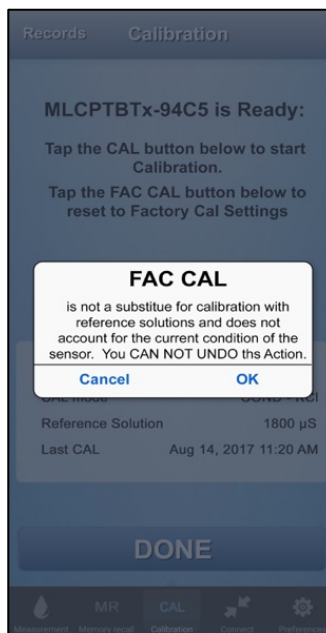 Records Calibration
MLCPTBTx-94C5 is Ready:
Tap the CAL button below to start
Calibration.
Tap the FAC CAL button below to
reset to Factory Cal Settings
FAC CAL
is not a substitue for calibration with
reference solutions and does not
account for the current condition of the
sensor. You CAN NOT UNDO ths Action.
Cancel OK
CAL mode COND - KCl
Reference Solution 1800 µS
Last CAL Aug 14, 2017 11:20 AM
DONE
MR CAL
Measurement Memory recall Calibration Connect Preferences